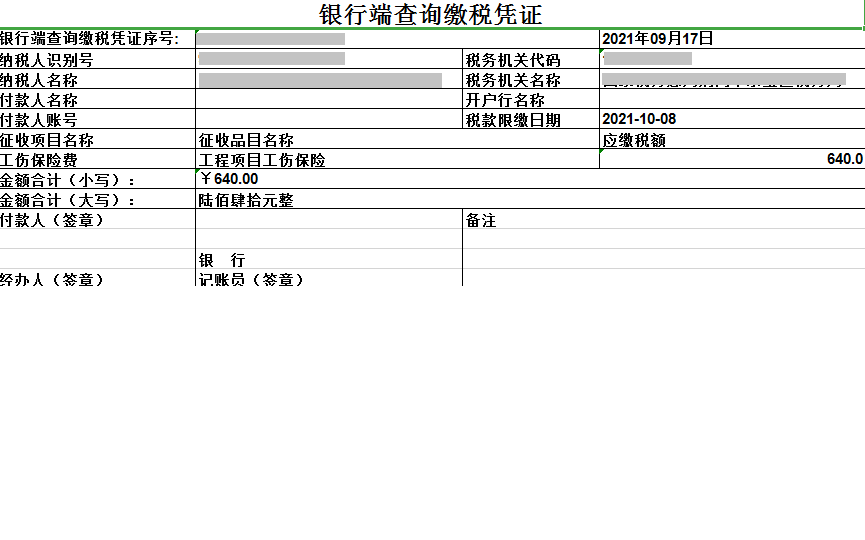 银行端查询缴税凭证
银行端查询缴税凭证序号: 2021年09月17日
纳税人识别号 税务机关代码
纳税人名称 税务机关名称
付款人名称 开户行名称
付款人账号 税款限缴日期 2021-10-08
征收项目名称 征收品目名称 应缴税额
工伤保险费 工程项目工伤保险 640.0
金额合计（小写）： ￥640.00
金额合计（大写）： 陆佰肆拾元整
付款人（签章） 备注
银 行
经办人（签章） 记账员（签章）